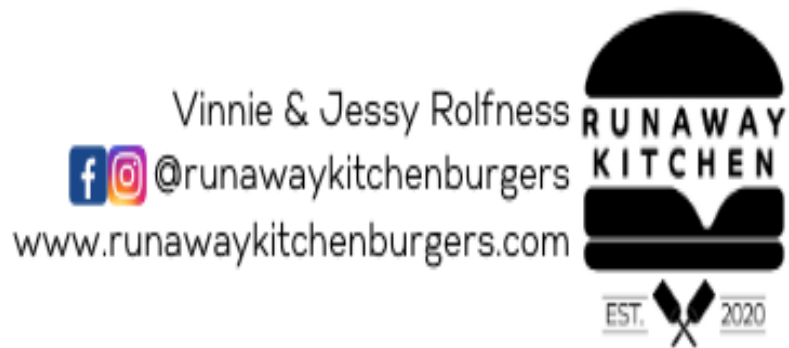 Vinnie & Jessy Rolfness
@runawaykitchenburgers
www.runawaykitchenburgers.com
RUNAWAY
KITCHEN
EST. 2020